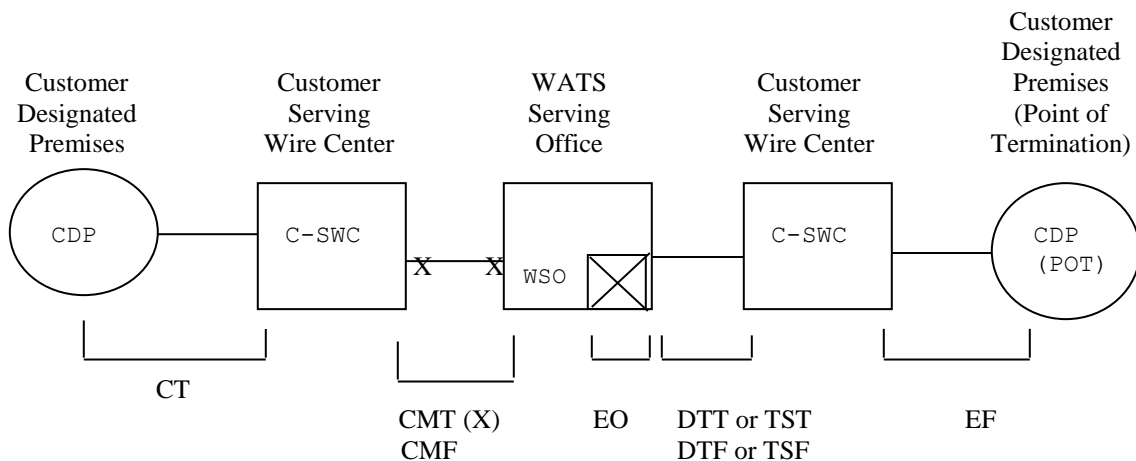 Customer
Designated
Premises
Customer
Serving
Wire Center
WATS
Serving
Office
Customer
Serving
Wire Center
Customer
Designated
Premises
(Point of
Termination)
CDP
C-SWC
X
X
WSO
C-SWC
CDP
(POT)
CT
CMT (X)
CMF
EO
DTT or TST
DTF or TSF
EF